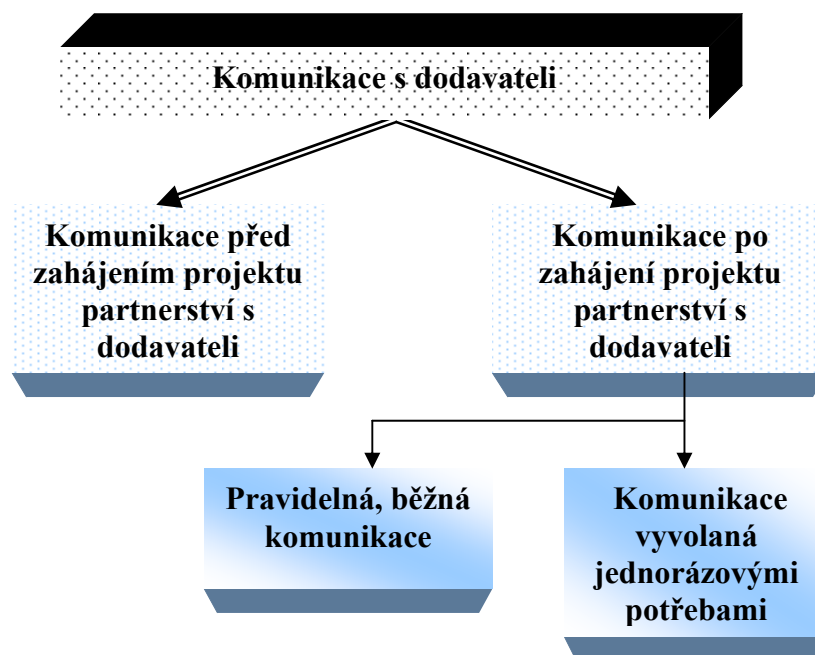 Komunikace s dodavateli
Komunikace před
zahájením projektu
partnerství s
dodavateli
Komunikace po
zahájení projektu
partnerství s
dodavateli
Pravidelná, běžná
komunikace
Komunikace
vyvolaná
jednorázovými
potřebami